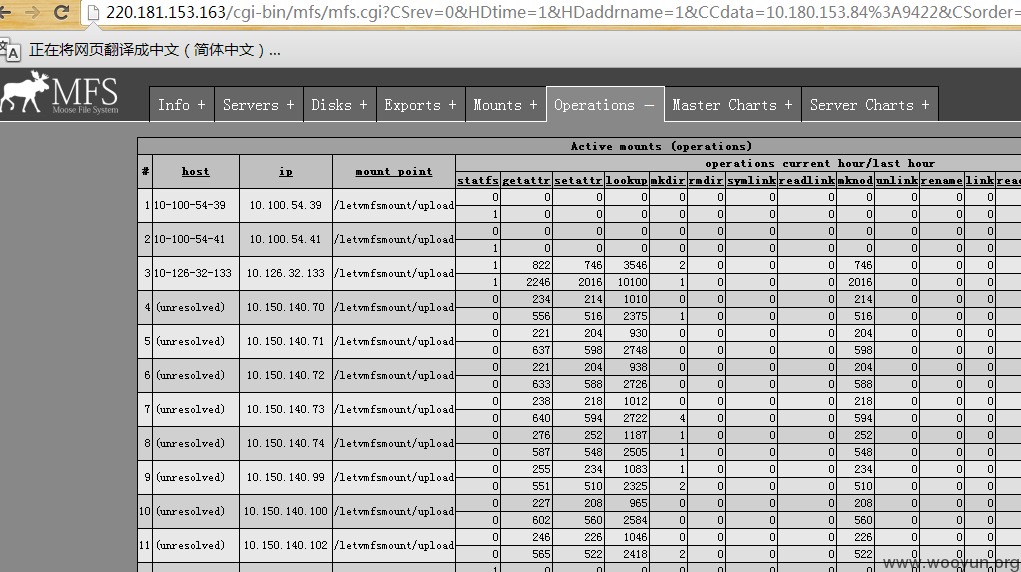 220.181.153.163/cgi-bin/mfs/mfs.cgi?CSrev=0&HDtime=1&HDaddrname=1&CCdata=10.180.153.84%3A9422&CSorder=
正在将网页翻译成中文（简体中文）...
MFS
Moose File System
Info + Servers + Disks + Exports + Mounts + Operations − Master Charts + Server Charts +
Active mounts (operations)
# host ip mount point operations current hour/last hour
statfs getattr setattr lookup mkdir rmdir symlink readlink mknod unlink rename link
1 10-100-54-39 10.100.54.39 /letvmfsmount/upload 0 0 0 0 0 0 0 0 0 0 0 0
1 0 0 0 0 0 0 0 0 0 0 0
2 10-100-54-41 10.100.54.41 /letvmfsmount/upload 0 0 0 0 0 0 0 0 0 0 0 0
1 0 0 0 0 0 0 0 0 0 0 0
3 10-126-32-133 10.126.32.133 /letvmfsmount/upload 1 822 746 3546 2 0 0 0 746 0 0 0
1 2246 2016 10100 1 0 0 0 2016 0 0 0
4 (unresolved) 10.150.140.70 /letvmfsmount/upload 0 234 214 1010 0 0 0 0 214 0 0 0
0 556 516 2375 1 0 0 0 516 0 0 0
5 (unresolved) 10.150.140.71 /letvmfsmount/upload 0 221 204 930 0 0 0 0 204 0 0 0
0 637 598 2748 0 0 0 0 598 0 0 0
6 (unresolved) 10.150.140.72 /letvmfsmount/upload 0 221 204 938 0 0 0 0 204 0 0 0
0 633 588 2726 0 0 0 0 588 0 0 0
7 (unresolved) 10.150.140.73 /letvmfsmount/upload 0 238 218 1012 0 0 0 0 218 0 0 0
0 640 594 2722 4 0 0 0 594 0 0 0
8 (unresolved) 10.150.140.74 /letvmfsmount/upload 0 276 252 1187 1 0 0 0 252 0 0 0
0 587 548 2505 1 0 0 0 548 0 0 0
9 (unresolved) 10.150.140.99 /letvmfsmount/upload 0 255 234 1083 1 0 0 0 234 0 0 0
0 551 510 2325 2 0 0 0 510 0 0 0
10 (unresolved) 10.150.140.100 /letvmfsmount/upload 0 227 208 965 0 0 0 0 208 0 0 0
0 602 560 2584 0 0 0 0 560 0 0 0
11 (unresolved) 10.150.140.102 /letvmfsmount/upload 0 246 226 1046 0 0 0 0 226 0 0 0
0 565 522 2418 2 0 0 0 522 0 0 0
www.wooyun.org